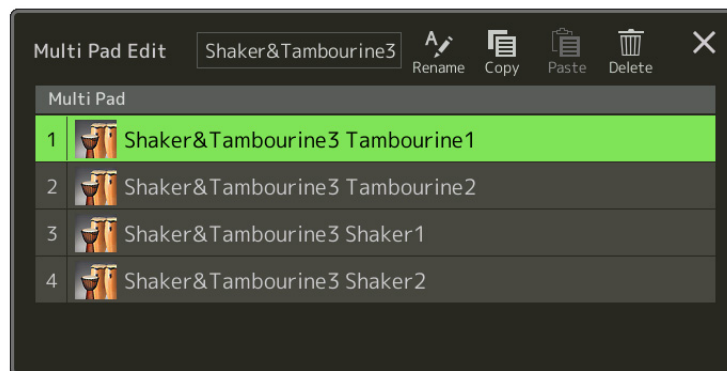 Multi Pad Edit
Shaker&Tambourine3
Rename
Copy
Paste
Delete
Multi Pad
1 Shaker&Tambourine3 Tambourine1
2 Shaker&Tambourine3 Tambourine2
3 Shaker&Tambourine3 Shaker1
4 Shaker&Tambourine3 Shaker2